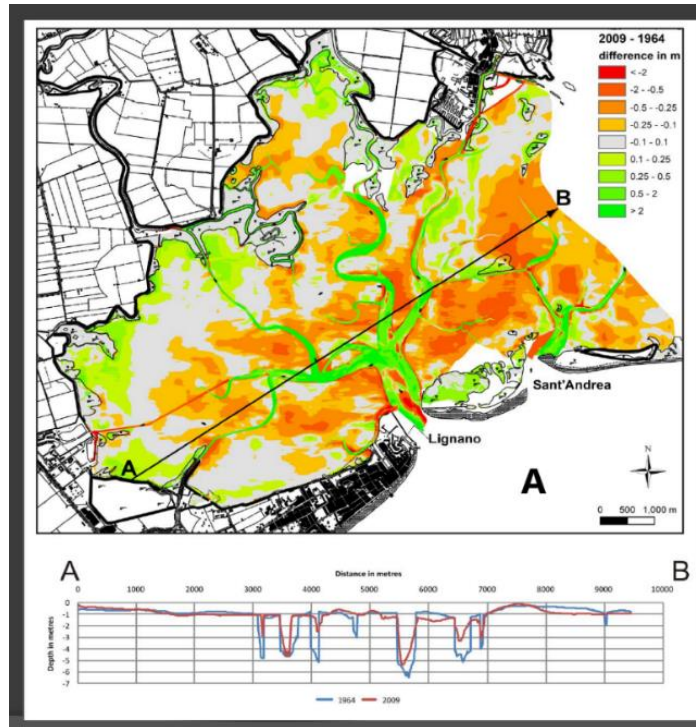 2009 - 1964
difference in m
< -2
-2 - -0.5
-0.5 - -0.25
-0.25 - -0.1
-0.1 - 0.1
0.1 - 0.25
0.25 - 0.5
0.5 - 2
> 2
B
Sant'Andrea
Lignano
A
A
N
0 500 1,000 m
A
B
Distance in metres
0 1000 2000 3000 4000 5000 6000 7000 8000 9000 10000
Depth in metres
0
-1
-2
-3
-4
-5
-6
-7
1964 2009